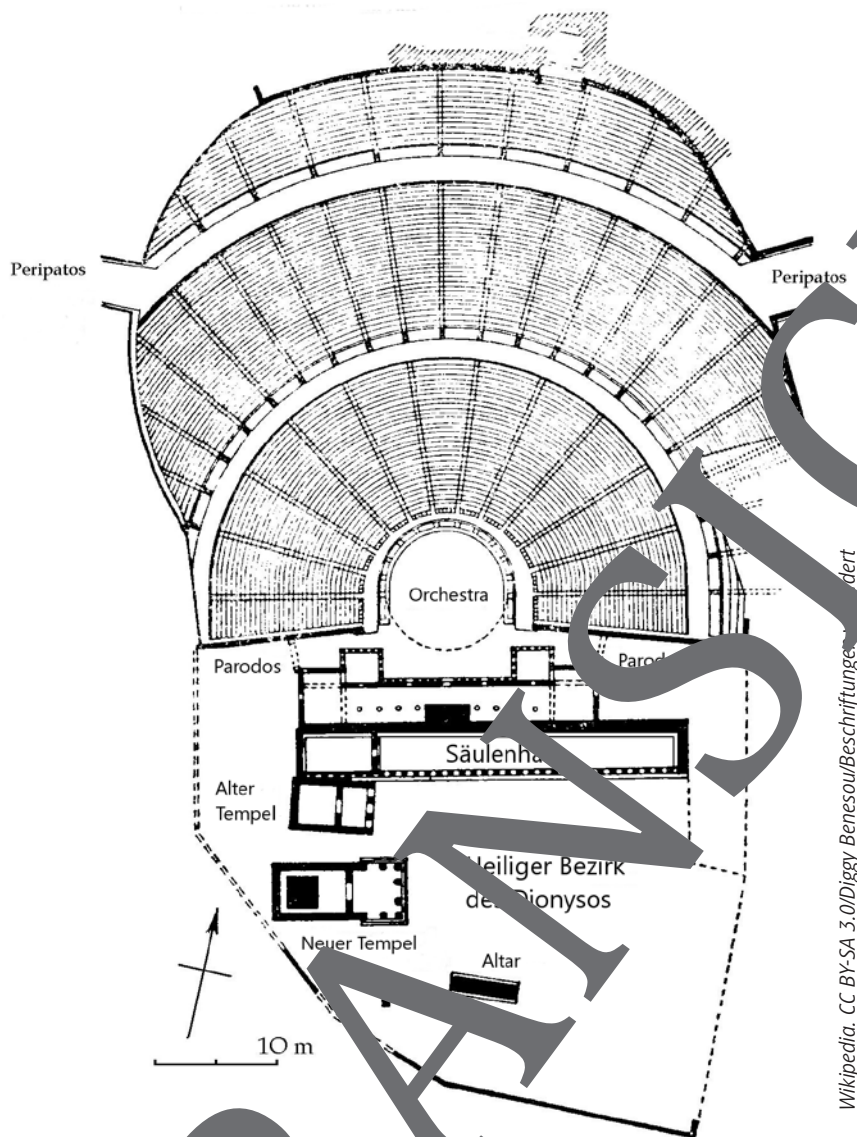 Peripatos
Peripatos
Orchestra
Parodos
Alter
Tempel
Heiliger Bezirk
Dionysos
Neuer Tempel
Altar
10 m
Wikipedia. CC BY-SA 3.0/Diggy Benesou/Beschriftungen